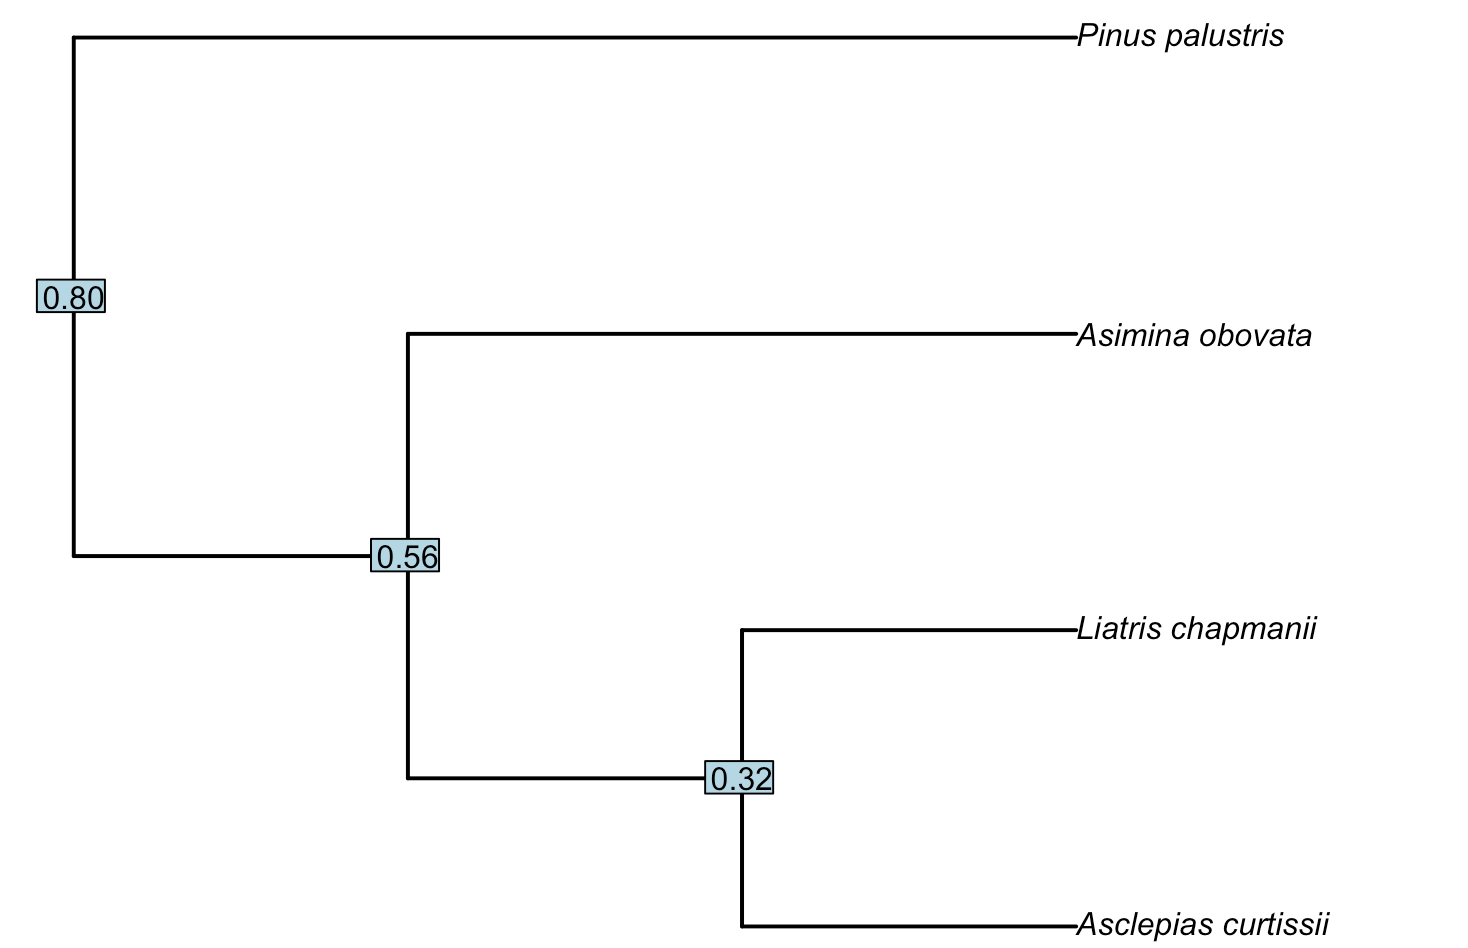 Pinus palustris
0.80
Asimina obovata
0.56
Liatris chapmanii
0.32
Asclepias curtissii